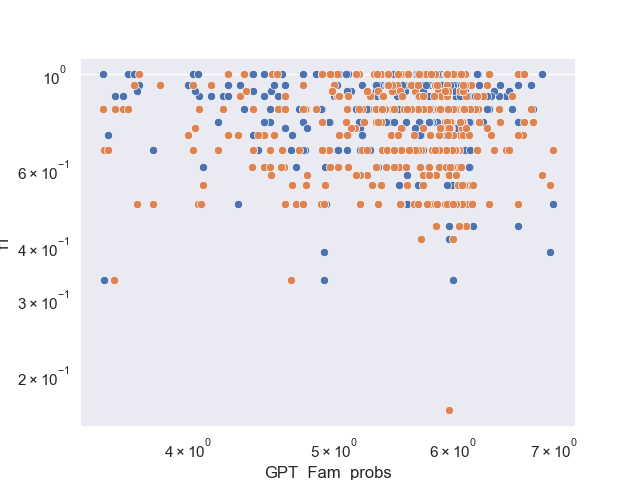 10⁰
6 × 10⁻¹
4 × 10⁻¹
3 × 10⁻¹
2 × 10⁻¹
4 × 10⁰ 5 × 10⁰ 6 × 10⁰ 7 × 10⁰
GPT_Fam_probs